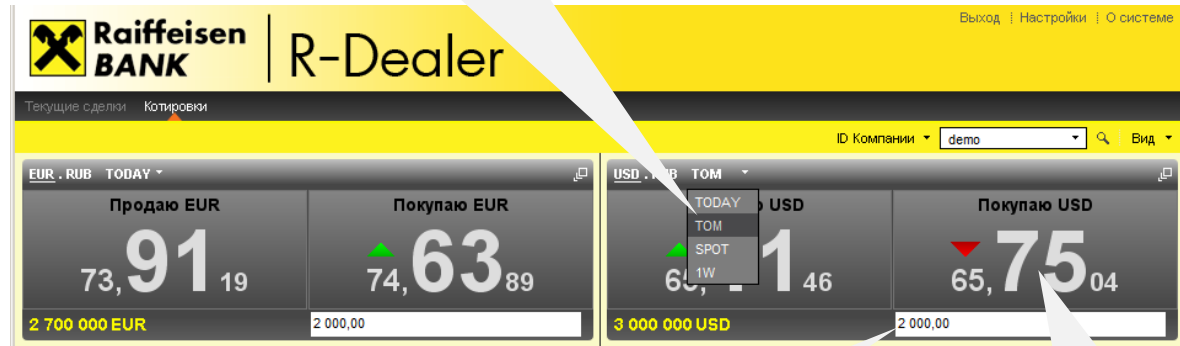 Выход | Настройки | О системе
Raiffeisen
BANK
R-Dealer
Текущие сделки Котировки
ID Компании demo Вид
EUR . RUB TODAY
Продаю EUR
73,91 19
Покупаю EUR
74,63 89
2 700 000 EUR
2 000,00
USD . TOM
TODAY
TOM
SPOT
1W
USD
46
Покупаю USD
65,75 04
3 000 000 USD
2 000,00